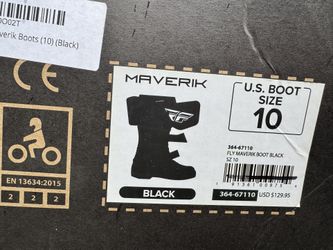 verik Boots (10) (Black)
CE
EN 13634:2015
2 2 2
MAVERIK
BLACK
U.S. BOOT
SIZE
10
364-67110
FLY MAVERIK BOOT BLACK
SZ 10
364-67110 USD $129.95